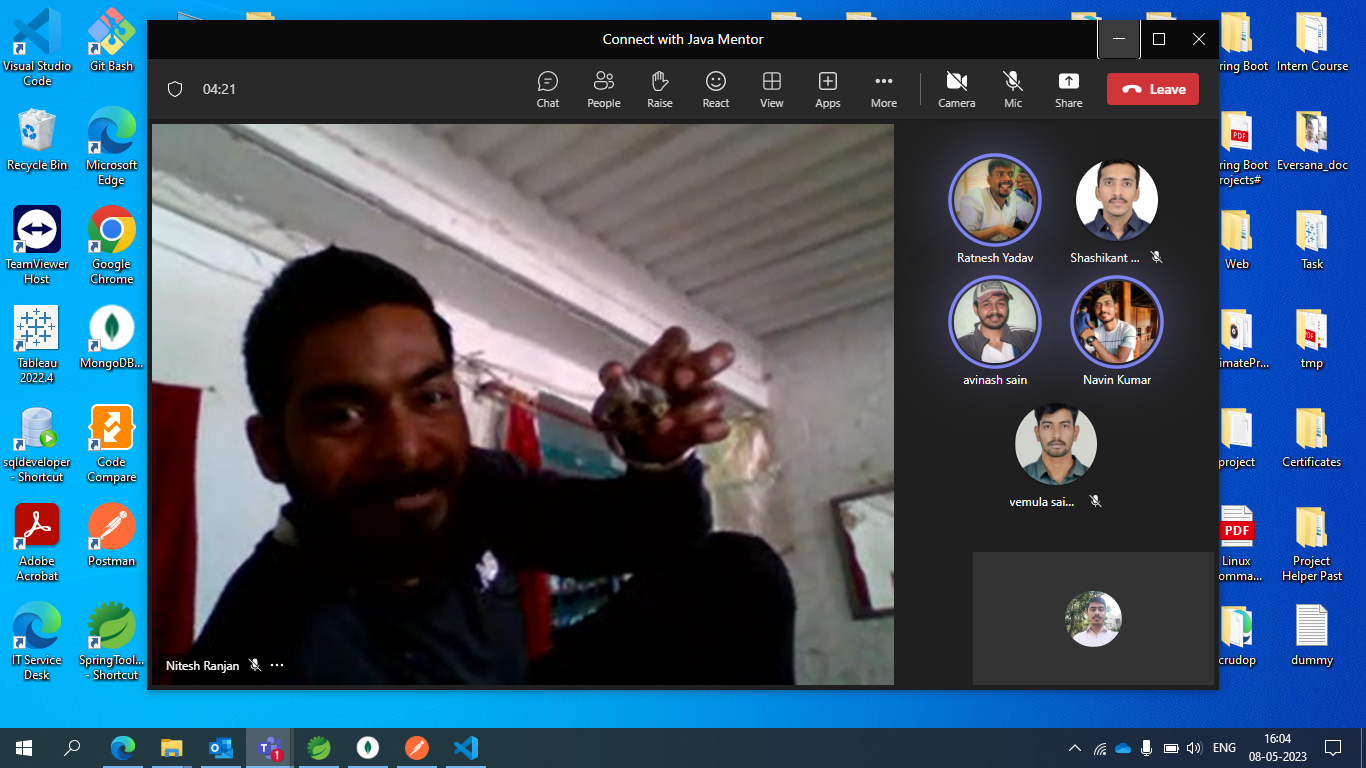 Connect with Java Mentor
04:21
Chat
People
Raise
React
View
Apps
More
Camera
Mic
Share
Leave
Visual Studio
Code
Git Bash
Recycle Bin
Microsoft
Edge
TeamViewer
Host
Google
Chrome
Tableau
2022.4
MongoDB...
sqldeveloper
- Shortcut
Code
Compare
Adobe
Acrobat
Postman
IT Service
Desk
SpringTool...
- Shortcut
Nitesh Ranjan
Ratnesh Yadav
Shashikant ...
avinash sain
Navin Kumar
vemula sai...
ring Boot
Intern Course
PDF
ring Boot
rojects#
Eversana_doc
Web
Task
imatePr...
PDF
tmp
project
Certificates
PDF
Linux
omma...
Project
Helper Past
crudop
dummy
1
ENG
16:04
08-05-2023